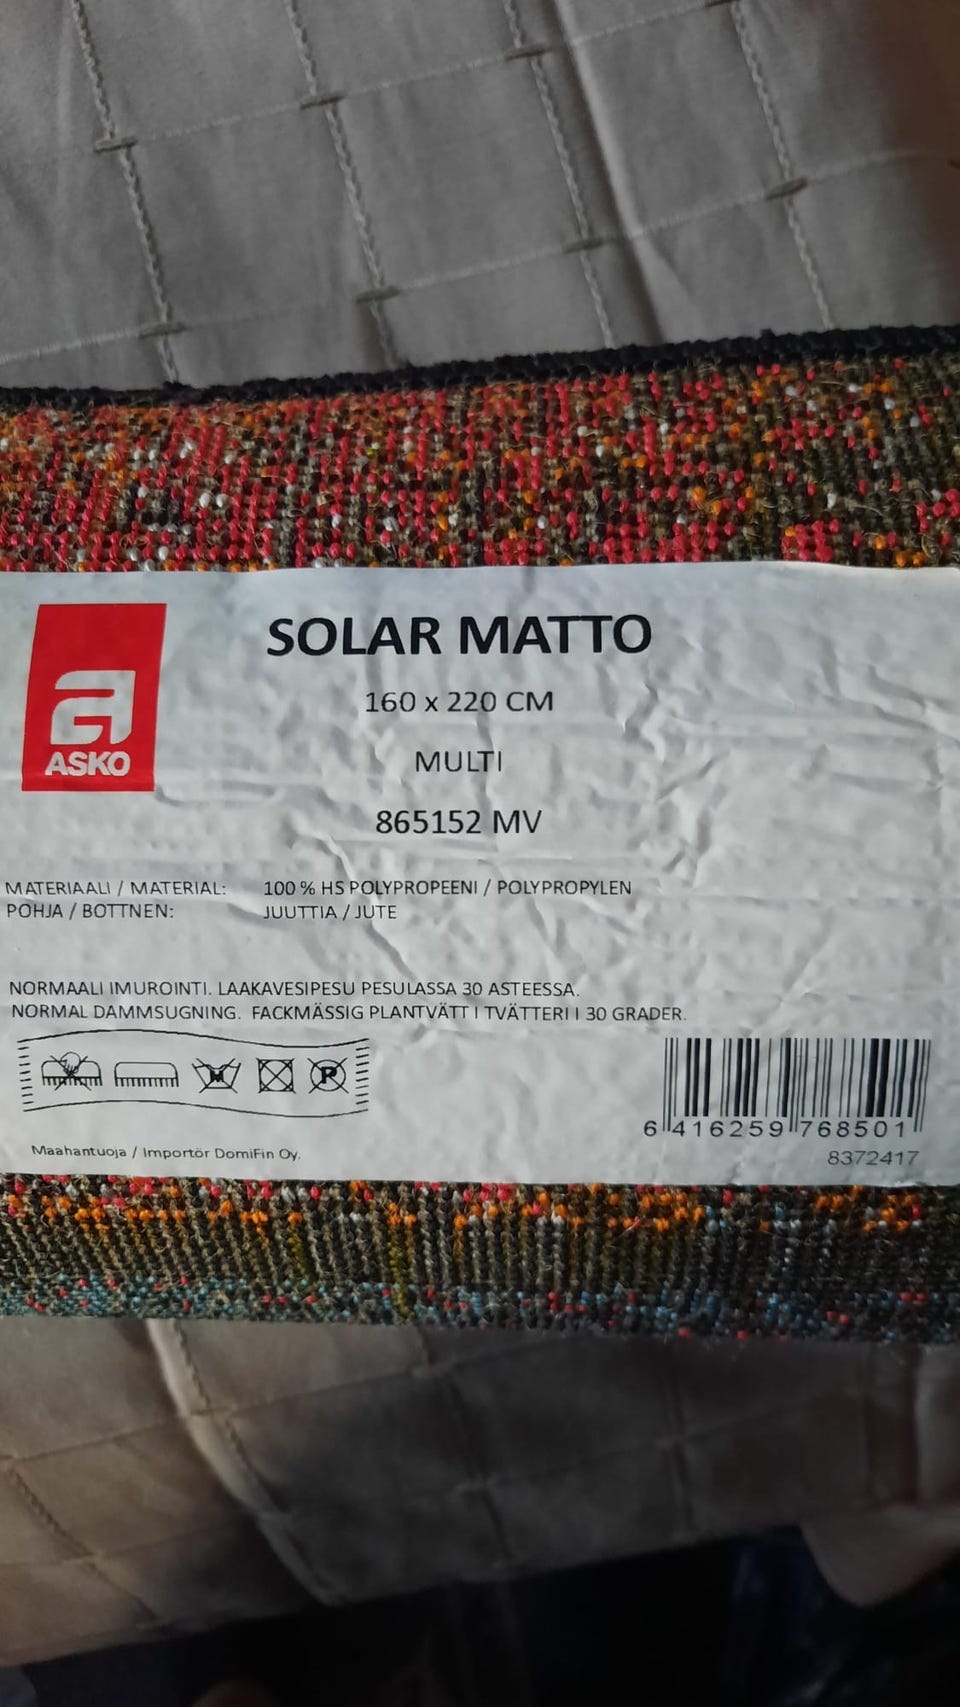 SOLAR MATTO
160 x 220 CM
MULTI
865152 MV
ASKO
MATERIAALI / MATERIAL: 100 % HS POLYPROPEENI / POLYPROPYLEN
POHJA / BOTTNEN: JUUTTIA / JUTE
NORMAALI IMUROINTI. LAAKAVESIPESU PESULASSA 30 ASTEESSA.
NORMAL DAMMSUGNING. FACKMÄSSIG PLANTVÄTT I TVÄTTERI I 30 GRADER.
M P
6 416259 768501
8372417
Maahantuoja / Importör DomiFin Oy.